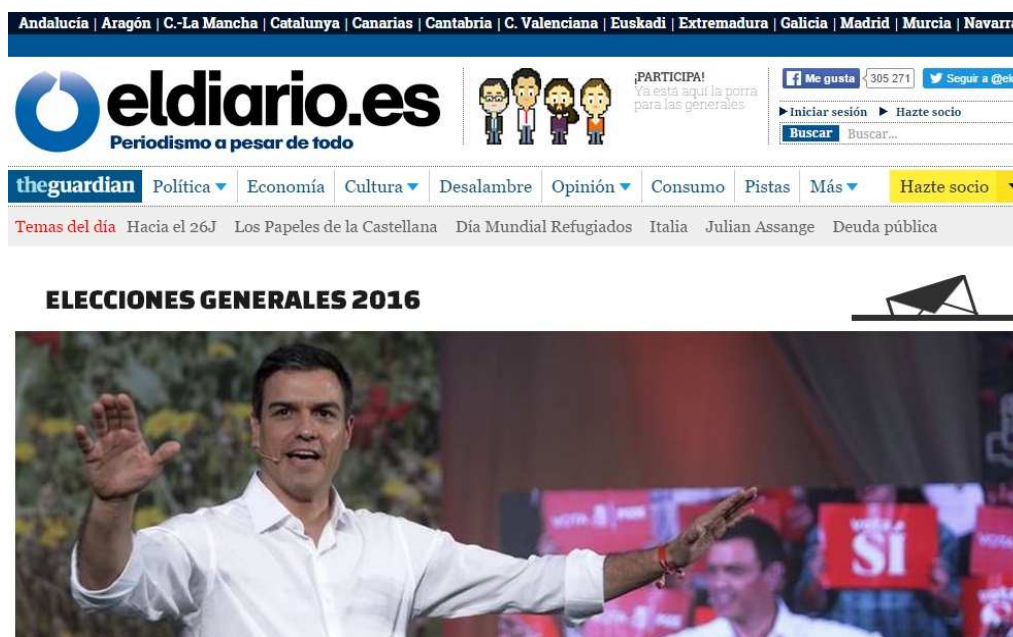 Andalucía | Aragón | C.-La Mancha | Catalunya | Canarias | Cantabria | C. Valenciana | Euskadi | Extremadura | Galicia | Madrid | Murcia | Navarra
eldiario.es
Periodismo a pesar de todo
¡PARTICIPA!
Ya está aquí la porra
para las generales
Me gusta 305 271 Seguir a
Iniciar sesión Hazte socio
Buscar Buscar...
theguardian Política Economía Cultura Desalambre Opinión Consumo Pistas Más Hazte socio
Temas del día Hacia el 26J Los Papeles de la Castellana Día Mundial Refugiados Italia Julian Assange Deuda pública
ELECCIONES GENERALES 2016
VOTA
SÍ